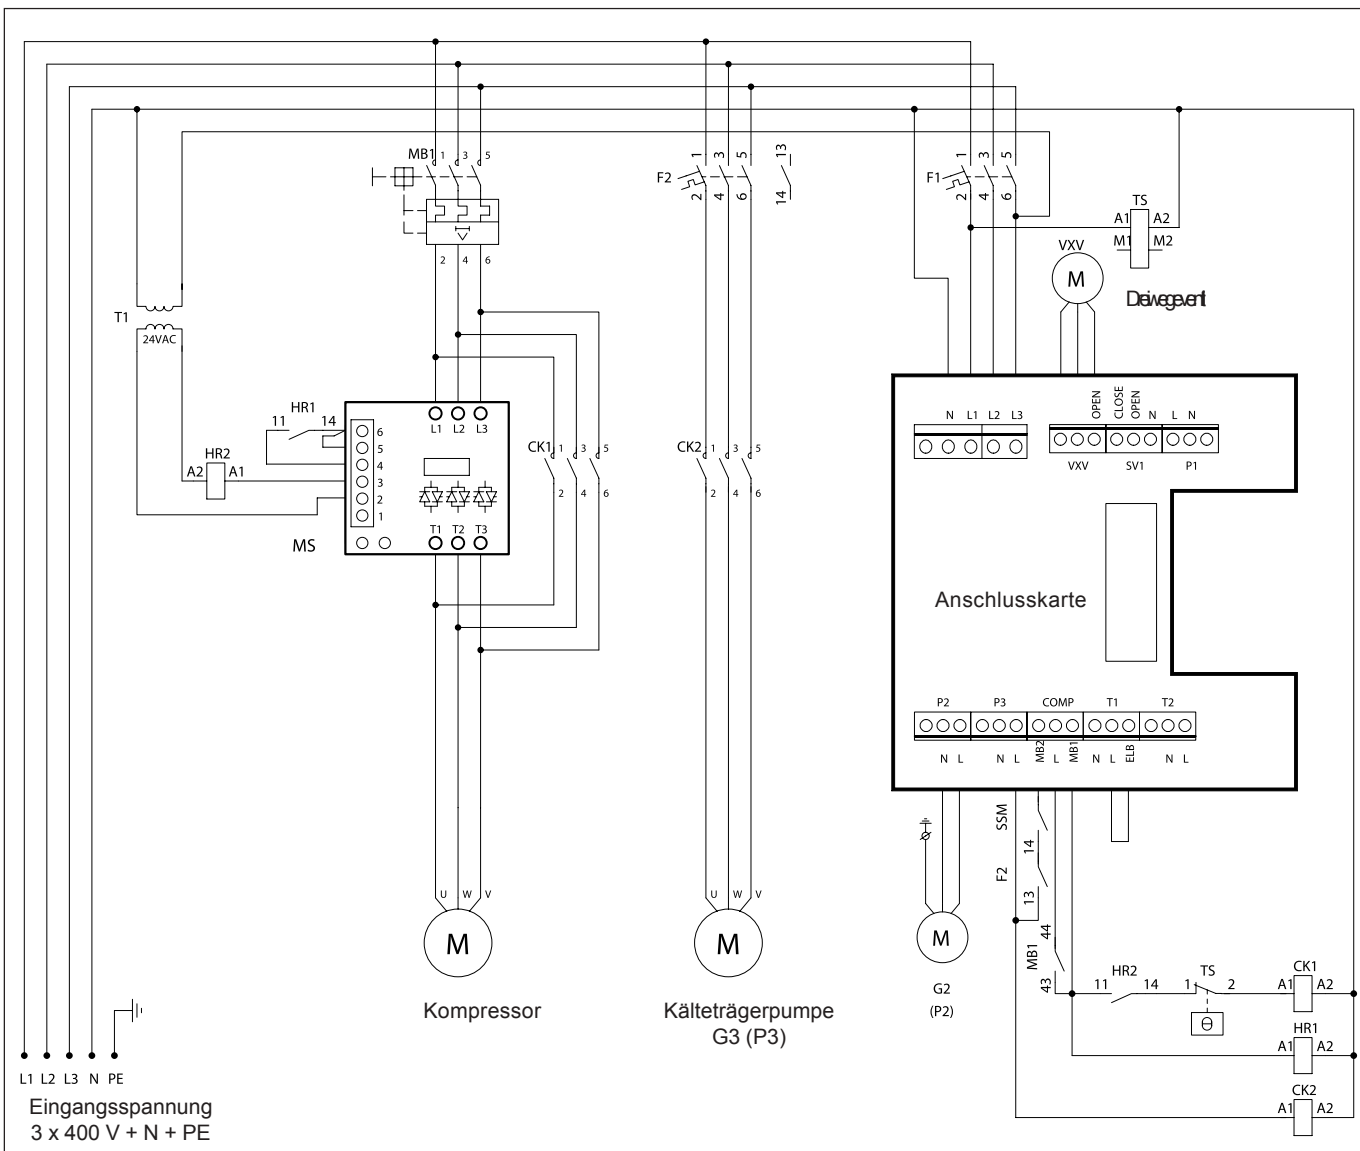 MB1 1 3 5
2 4 6
F2 1 3 5 13
2 4 6 14
F1 1 3 5
2 4 6
TS
A1 A2
M1 M2
VXV
M
T1
24VAC
HR1
11 14
HR2
A2 A1
6
5
4
3
2
1
MS
L1 L2 L3
T1 T2 T3
CK1 1 3 5
2 4 6
CK2 1 3 5
2 4 6
N L1 L2 L3
OPEN CLOSE OPEN N L N
VXV SV1 P1
Anschlusskarte
P2 P3 COMP T1 T2
N L N L MB2 L MB1 N L ELB N L
SSM
14
F2
13
44
MB1
43
U W V
M
Kompressor
U W V
M
Kälteträgerpumpe
G3 (P3)
M
G2
(P2)
HR2
11 14
TS
1 2
Θ
CK1
A1 A2
HR1
A1 A2
CK2
A1 A2
L1 L2 L3 N PE
Eingangsspannung
3 x 400 V + N + PE